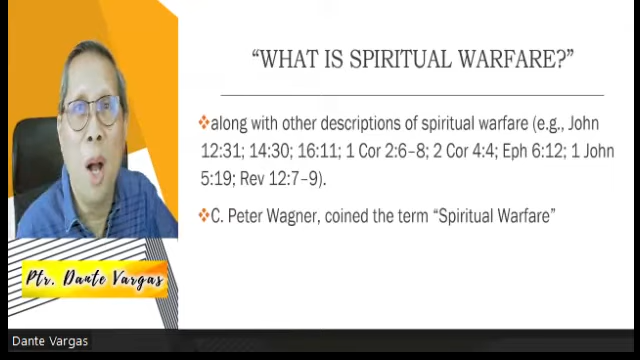 “WHAT IS SPIRITUAL WARFARE?”
❖along with other descriptions of spiritual warfare (e.g., John
12:31; 14:30; 16:11; 1 Cor 2:6–8; 2 Cor 4:4; Eph 6:12; 1 John
5:19; Rev 12:7–9).
❖C. Peter Wagner, coined the term “Spiritual Warfare”
Ptr. Dante Vargas
Dante Vargas